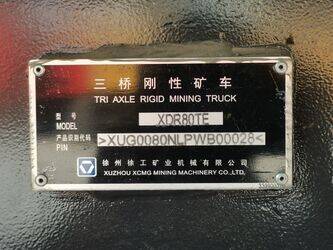 三桥刚性矿车
TRI AXLE RIGID MINING TRUCK
型号 XDR80TE
MODEL
产品识别代码 >XUG0080NLPWB00028<
PIN
徐州徐工矿业机械有限公司
XUZHOU XCMG MINING MACHINERY CO.,LTD.